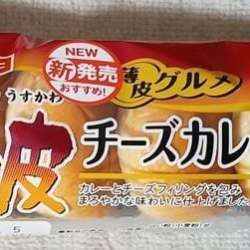 NEW
新発売
おすすめ!
薄皮グルメ
うすかわ
皮
チーズカレ
カレーとチーズフィリングを包み
まろやかな味わいに仕上げました
5